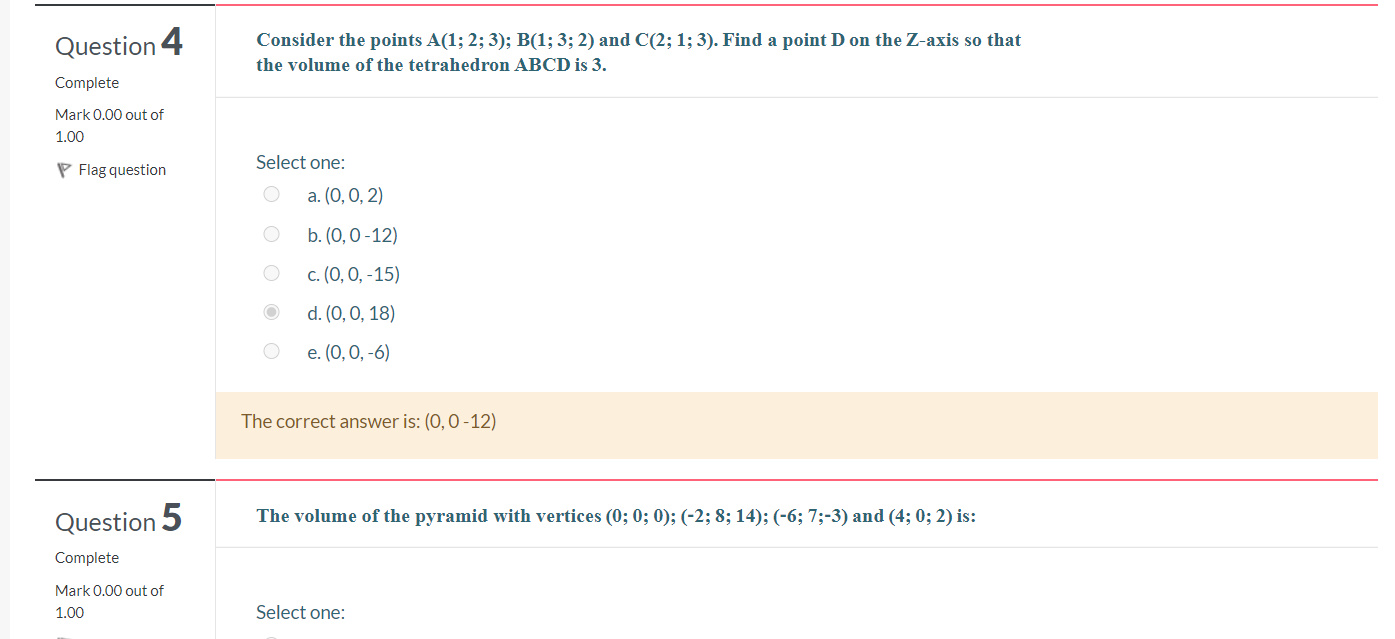 Question 4
Complete
Mark 0.00 out of
1.00
Flag question
Consider the points A(1; 2; 3); B(1; 3; 2) and C(2; 1; 3). Find a point D on the Z-axis so that
the volume of the tetrahedron ABCD is 3.
Select one:
a. (0, 0, 2)
b. (0, 0 -12)
c. (0, 0, -15)
d. (0, 0, 18)
e. (0, 0, -6)
The correct answer is: (0, 0 -12)
Question 5
Complete
Mark 0.00 out of
1.00
The volume of the pyramid with vertices (0; 0; 0); (-2; 8; 14); (-6; 7;-3) and (4; 0; 2) is:
Select one: